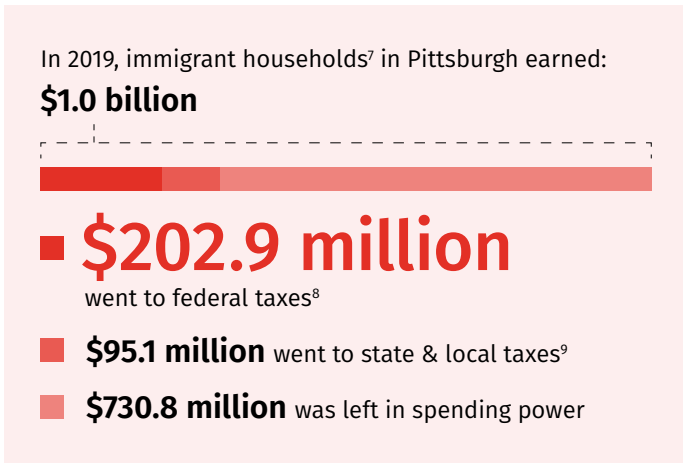 In 2019, immigrant households⁷ in Pittsburgh earned:
$1.0 billion
$202.9 million
went to federal taxes⁸
$95.1 million went to state & local taxes⁹
$730.8 million was left in spending power